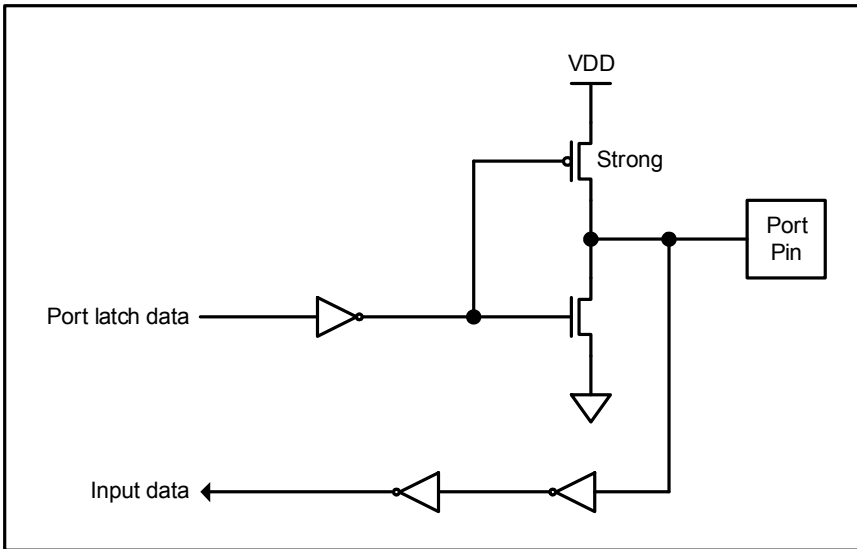 VDD
Strong
Port
Pin
Port latch data
Input data